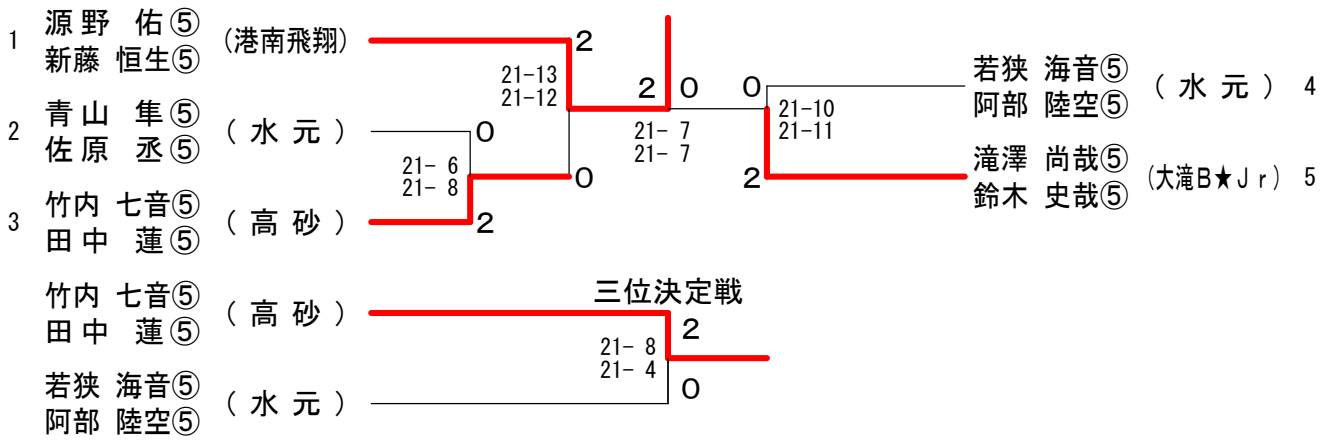 1 源野 佑⑤ (港南飛翔) 2
新藤 恒生⑤
21-13
21-12
2 0 0
若狭 海音⑤ (水元) 4
阿部 陸空⑤
2 青山 隼⑤ (水元) 0
佐原 丞⑤
21- 7
21- 7
21-10
21-11
21- 6
21- 8
0 2
滝澤 尚哉⑤ (大滝B★Jr) 5
鈴木 史哉⑤
3 竹内 七音⑤ (高砂) 2
田中 蓮⑤
三位決定戦
竹内 七音⑤ (高砂) 2
田中 蓮⑤
21- 8
21- 4
若狭 海音⑤ (水元) 0
阿部 陸空⑤